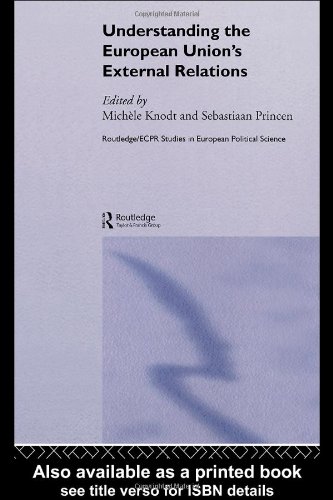 Understanding the
European Union's
External Relations
Edited by
Michèle Knodt and Sebastiaan Princen
Routledge/ECPR Studies in European Political Science
Routledge
Taylor & Francis Group
Also available as a printed book
see title verso for ISBN details